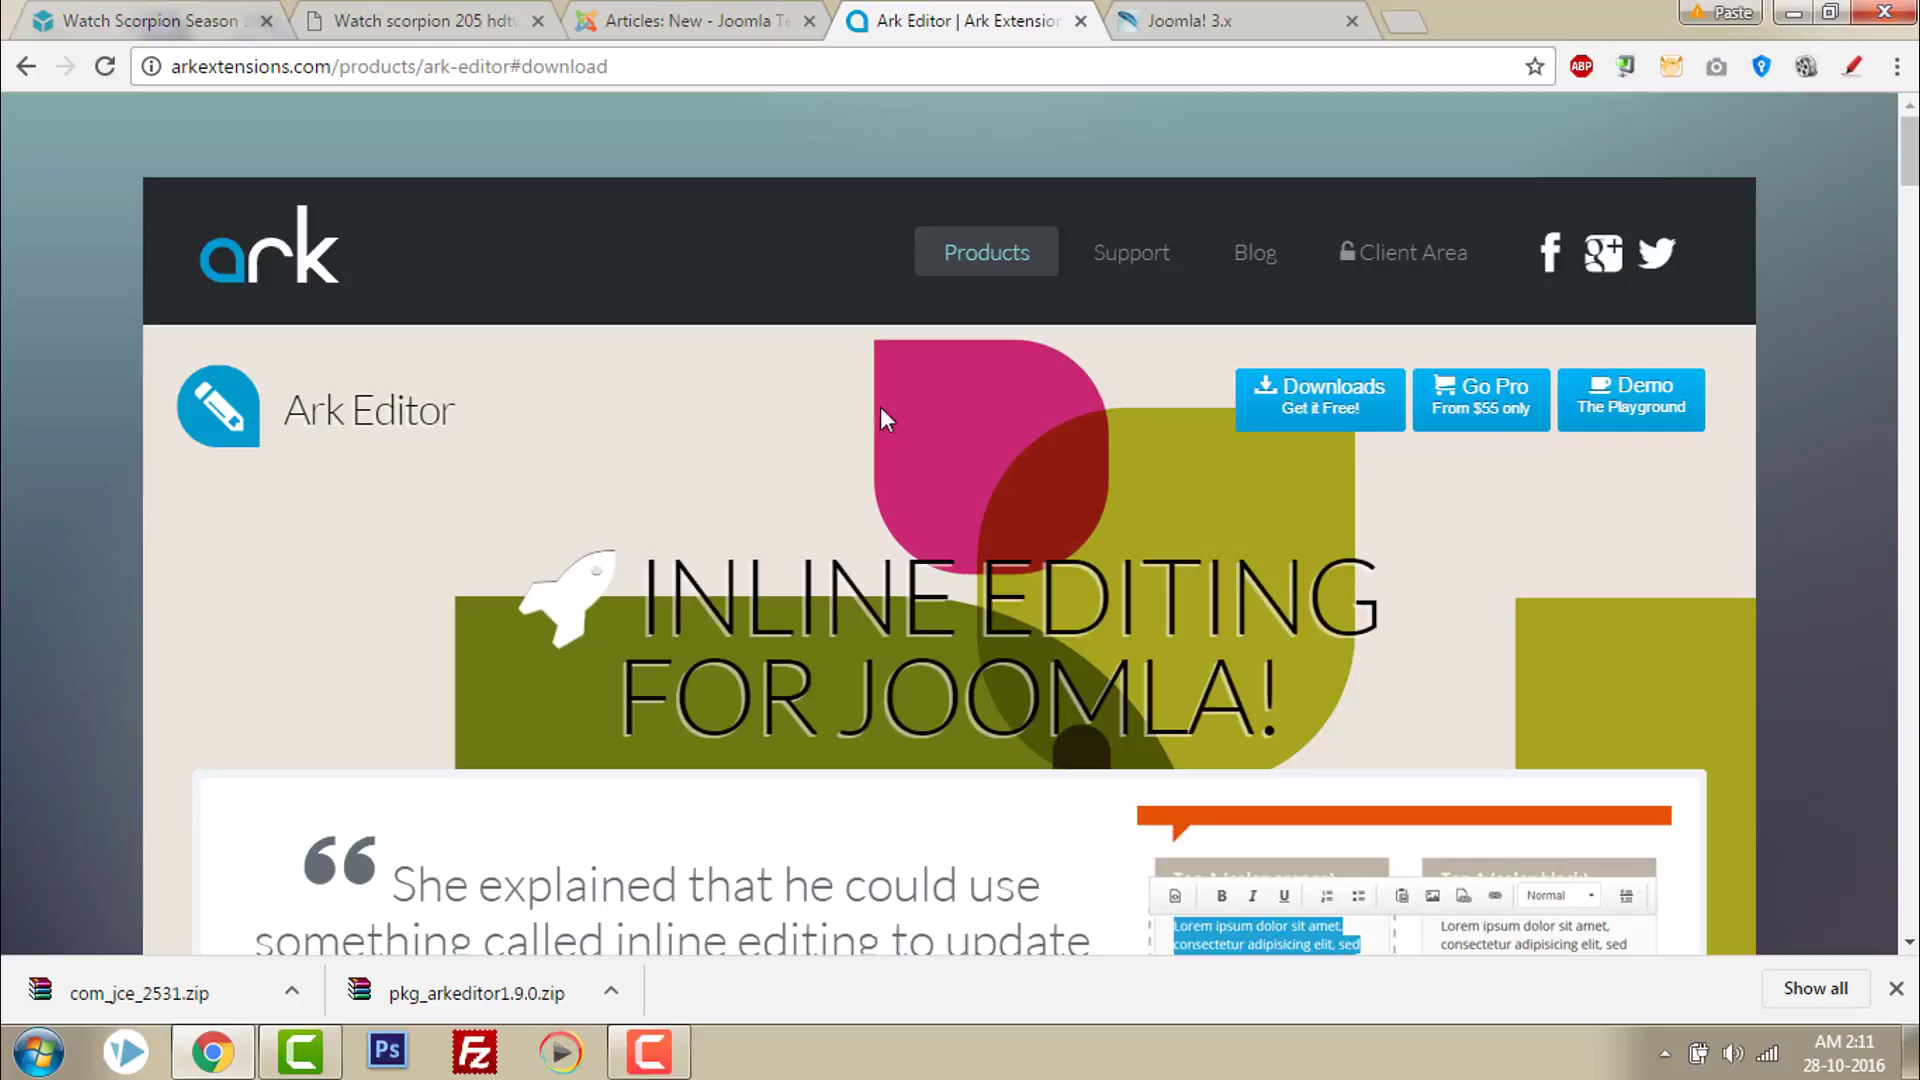 Watch Scorpion Season
Watch scorpion 205 hdtv
Articles: New - Joomla Te
Ark Editor | Ark Extension
Joomla! 3.x
Paste
arkextensions.com/products/ark-editor#download
ABP
ark
Products
Support
Blog
Client Area
Ark Editor
Downloads
Get it Free!
Go Pro
From $55 only
Demo
The Playground
INLINE EDITING
FOR JOOMLA!
“ She explained that he could use
something called inline editing to update
B I U
Normal
Lorem ipsum dolor sit amet,
consectetur adipisicing elit, sed
Lorem ipsum dolor sit amet,
consectetur adipisicing elit, sed
com_jce_2531.zip
pkg_arkeditor1.9.0.zip
Show all
Ps
Fz
AM 2:11
28-10-2016